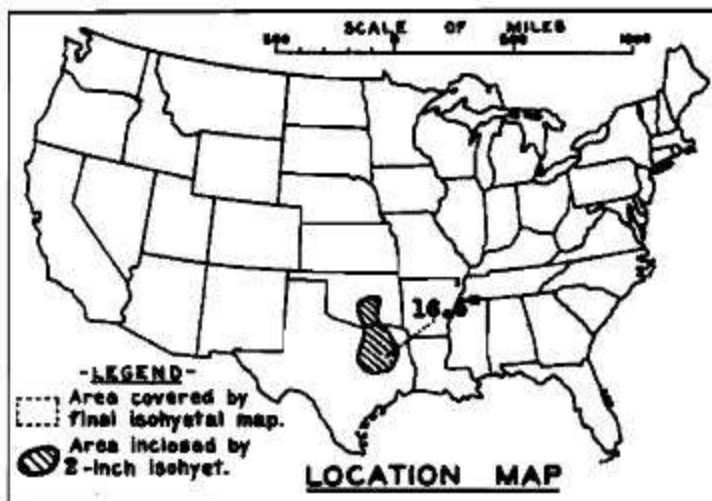 SCALE OF MILES
500 0 500 1000
16.6"
-LEGEND-
Area covered by
final isohyetal map.
Area inclosed by
2-inch isohyet.
LOCATION MAP